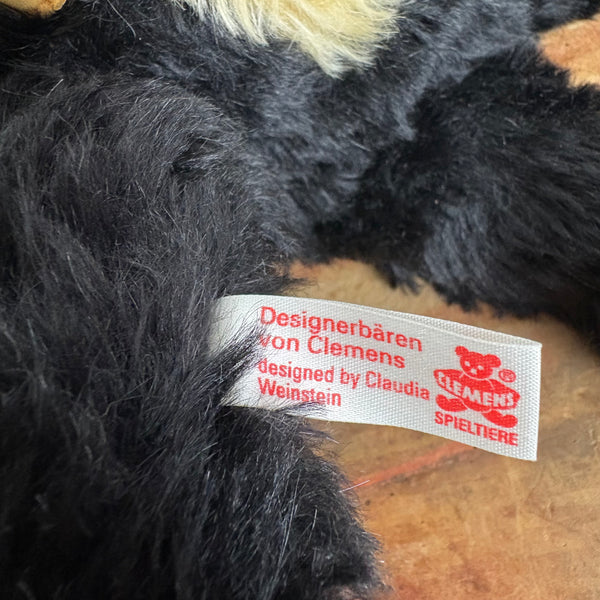 Designerbären
von Clemens
designed by Claudia
Weinstein
CLEMENS®
SPIELTIERE